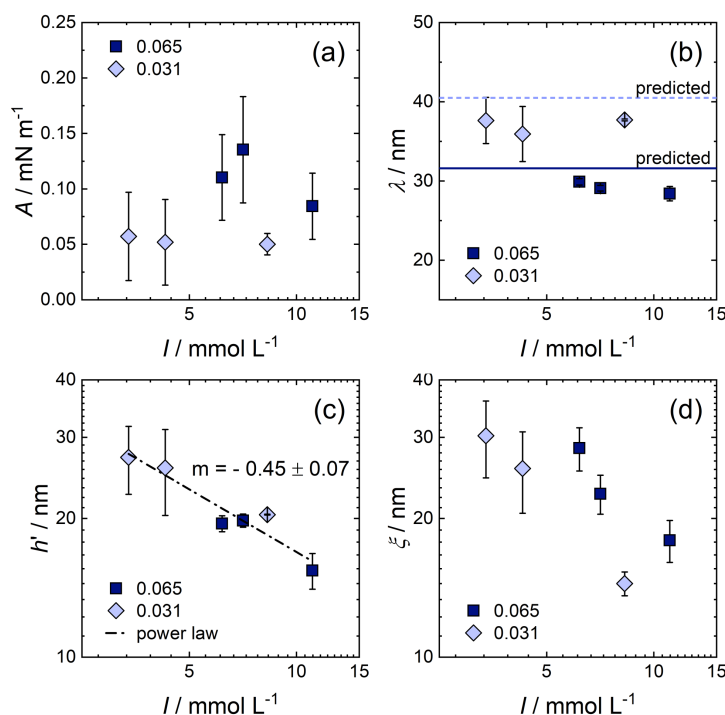 (a)
0.065
0.031
0.25
0.20
0.15
0.10
0.05
0.00
A / mN m⁻¹
5 10 15
I / mmol L⁻¹
(b)
predicted
predicted
0.065
0.031
50
40
30
20
λ / nm
5 10 15
I / mmol L⁻¹
(c)
m = - 0.45 ± 0.07
0.065
0.031
power law
40
30
20
10
h' / nm
5 10 15
I / mmol L⁻¹
(d)
0.065
0.031
40
30
20
10
ξ / nm
5 10 15
I / mmol L⁻¹